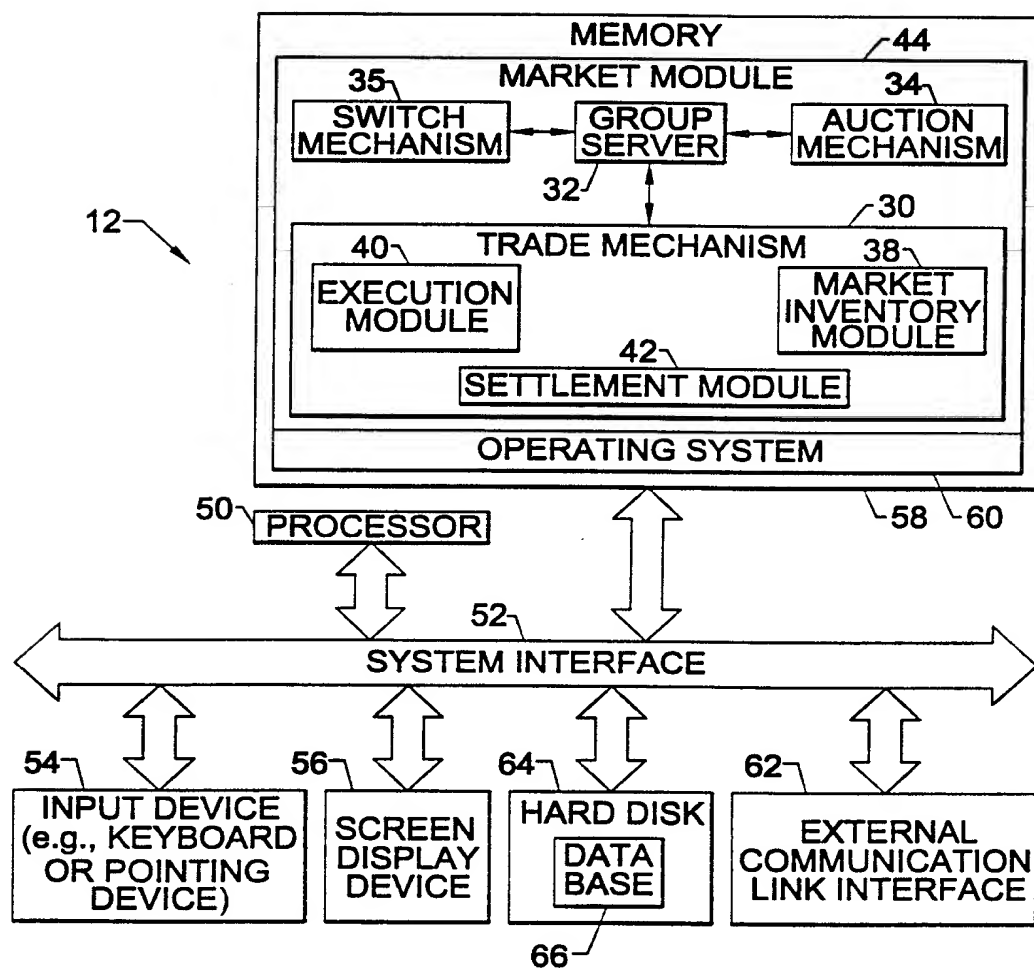 MEMORY
44
MARKET MODULE
35
SWITCH
MECHANISM
GROUP
SERVER
32
34
AUCTION
MECHANISM
12
30
TRADE MECHANISM
40
EXECUTION
MODULE
38
MARKET
INVENTORY
MODULE
42
SETTLEMENT MODULE
OPERATING SYSTEM
58
60
50
PROCESSOR
52
SYSTEM INTERFACE
54
INPUT DEVICE
(e.g., KEYBOARD
OR POINTING
DEVICE)
56
SCREEN
DISPLAY
DEVICE
64
HARD DISK
DATA
BASE
66
62
EXTERNAL
COMMUNICATION
LINK INTERFACE